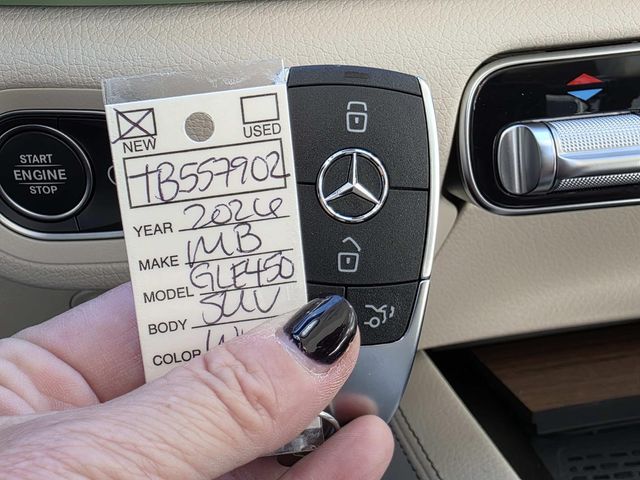 START
ENGINE
STOP
NEW
USED
TB557902
YEAR 2026
MAKE MB
MODEL GLE450
BODY SUV
COLOR